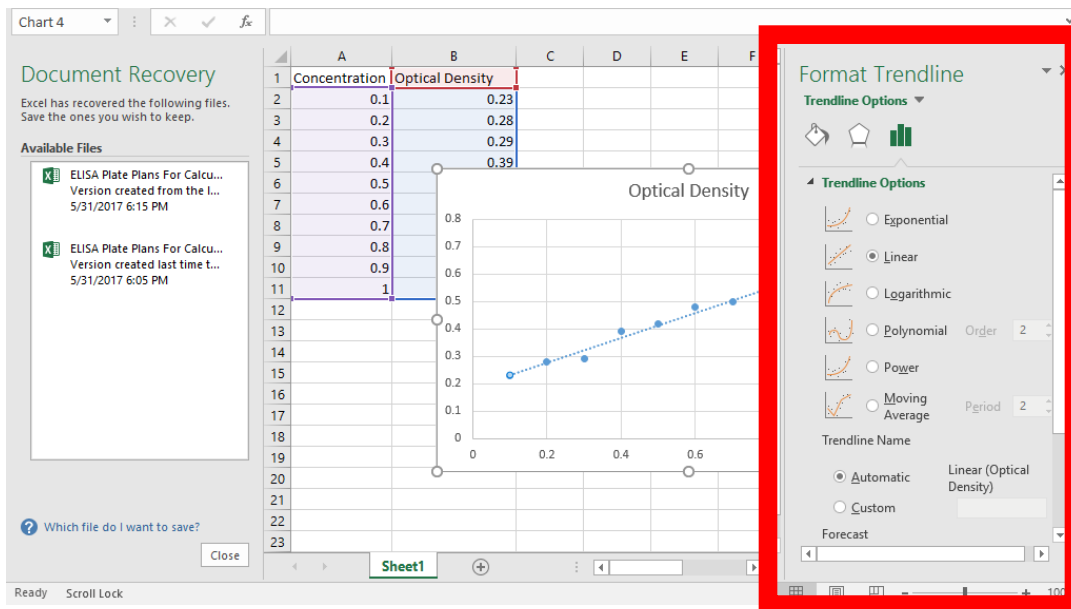 Chart 4
fx
Document Recovery
Excel has recovered the following files.
Save the ones you wish to keep.
Available Files
ELISA Plate Plans For Calcu...
Version created from the l...
5/31/2017 6:15 PM
ELISA Plate Plans For Calcu...
Version created last time t...
5/31/2017 6:05 PM
Which file do I want to save?
Close
A B C D E F
1 Concentration Optical Density
2 0.1 0.23
3 0.2 0.28
4 0.3 0.29
5 0.4 0.39
6 0.5
7 0.6
8 0.7
9 0.8
10 0.9
11 1
12
13
14
15
16
17
18
19
20
21
22
23
Optical Density
0.8
0.7
0.6
0.5
0.4
0.3
0.2
0.1
0
0 0.2 0.4 0.6
Sheet1
Format Trendline
Trendline Options
Trendline Options
Exponential
Linear
Logarithmic
Polynomial Order 2
Power
Moving
Average Period 2
Trendline Name
Automatic Linear (Optical
Density)
Custom
Forecast
Ready Scroll Lock
100